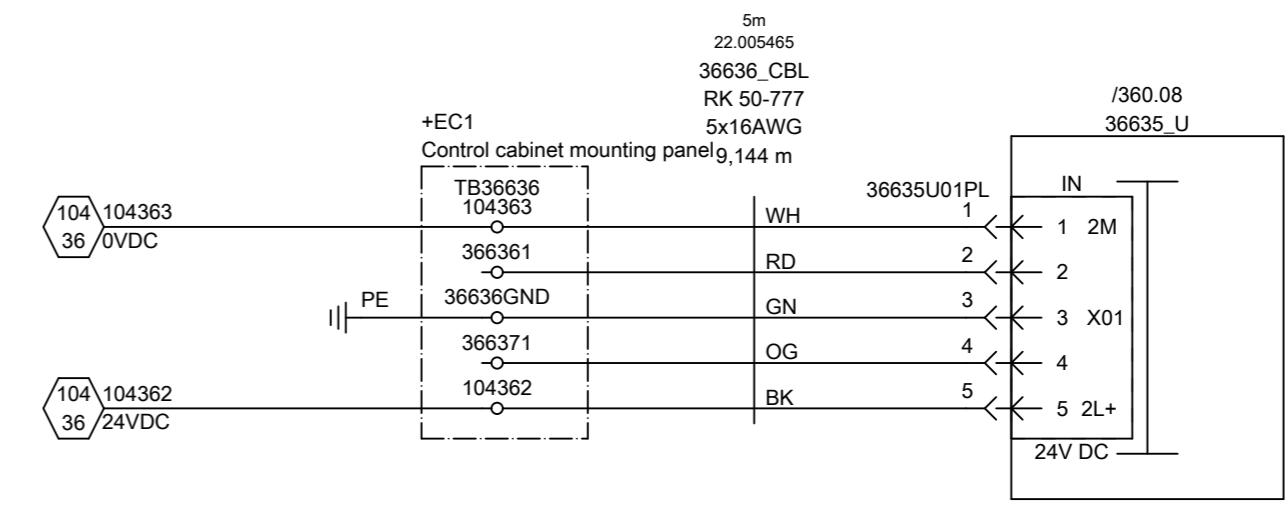 5m
22.005465
36636_CBL
RK 50-777
5x16AWG
9,144 m
/360.08
36635_U
+EC1
Control cabinet mounting panel
TB36636
36635U01PL
IN
104
36
104363
0VDC
104363
WH
1
1 2M
366361
RD
2
2
PE
36636GND
GN
3
3 X01
366371
OG
4
4
104
36
104362
24VDC
104362
BK
5
5 2L+
24V DC